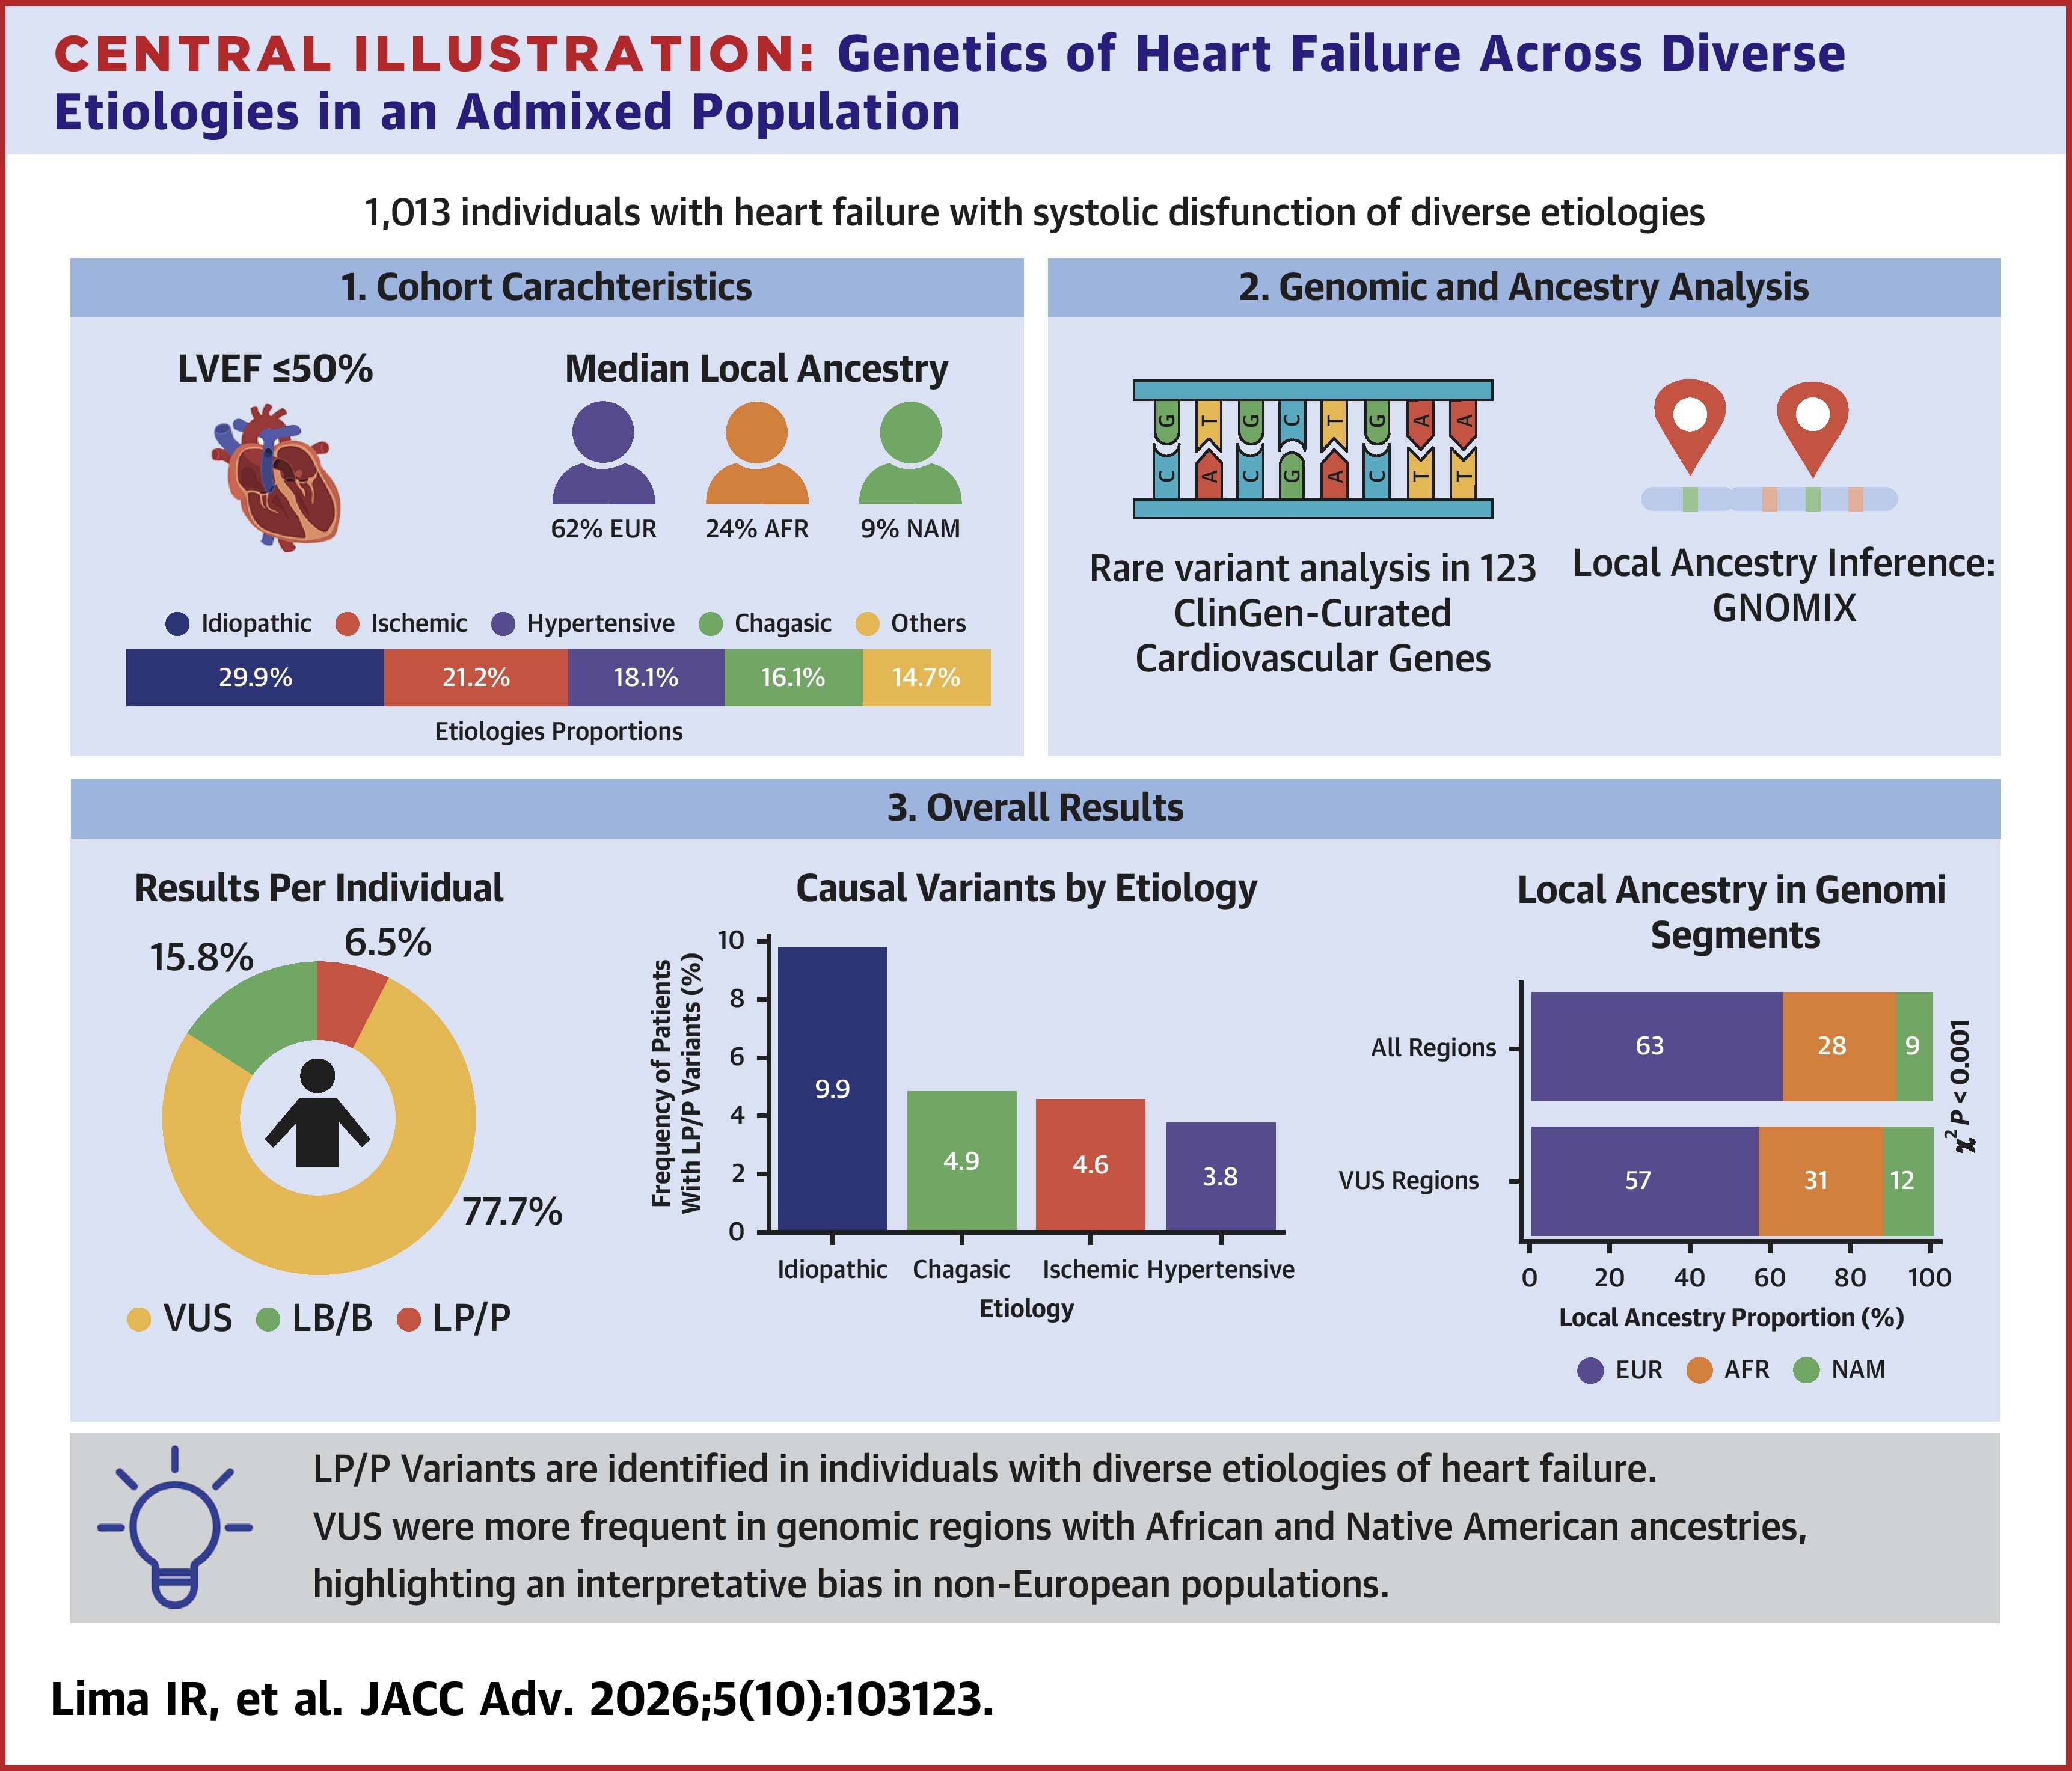 CENTRAL ILLUSTRATION: Genetics of Heart Failure Across Diverse
Etiologies in an Admixed Population
1,013 individuals with heart failure with systolic disfunction of diverse etiologies
1. Cohort Carachteristics
LVEF ≤50%
Median Local Ancestry
62% EUR
24% AFR
9% NAM
Idiopathic
Ischemic
Hypertensive
Chagasic
Others
29.9%
21.2%
18.1%
16.1%
14.7%
Etiologies Proportions
2. Genomic and Ancestry Analysis
G T G C T G A A
C A C G A C T T
Rare variant analysis in 123
ClinGen-Curated
Cardiovascular Genes
Local Ancestry Inference:
GNOMIX
3. Overall Results
Results Per Individual
15.8%
6.5%
77.7%
VUS
LB/B
LP/P
Causal Variants by Etiology
Frequency of Patients
With LP/P Variants (%)
10
8
6
4
2
0
9.9
4.9
4.6
3.8
Idiopathic
Chagasic
Ischemic
Hypertensive
Etiology
Local Ancestry in Genomi
Segments
All Regions
63
28
9
VUS Regions
57
31
12
χ² P < 0.001
0
20
40
60
80
100
Local Ancestry Proportion (%)
EUR
AFR
NAM
LP/P Variants are identified in individuals with diverse etiologies of heart failure.
VUS were more frequent in genomic regions with African and Native American ancestries,
highlighting an interpretative bias in non-European populations.
Lima IR, et al. JACC Adv. 2026;5(10):103123.